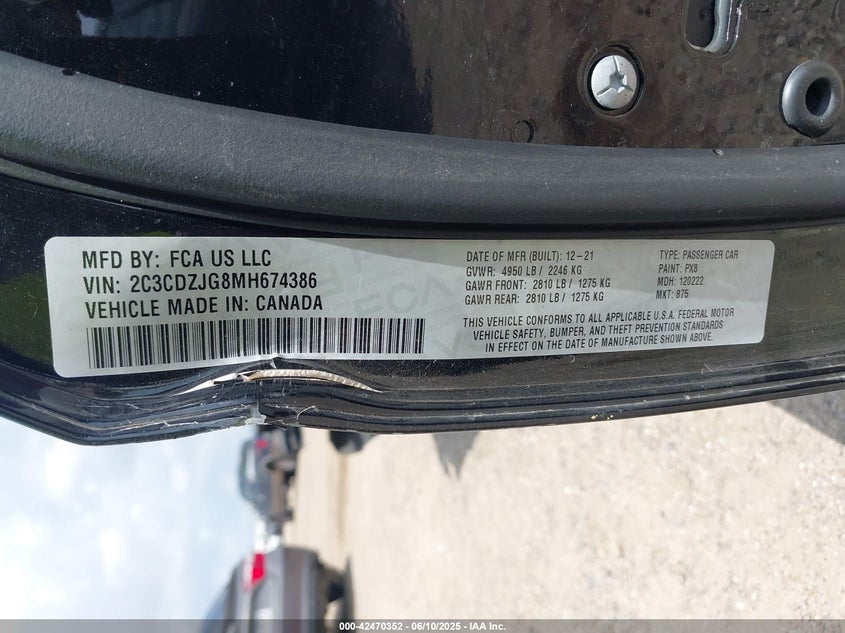 MFD BY: FCA US LLC
VIN: 2C3CDZJG8MH674386
VEHICLE MADE IN: CANADA
DATE OF MFR (BUILT): 12-21
GVWR: 4950 LB / 2246 KG
GAWR FRONT: 2810 LB / 1275 KG
GAWR REAR: 2810 LB / 1275 KG
TYPE: PASSENGER CAR
PAINT: PX8
MDH: 120222
MKT: 875
THIS VEHICLE CONFORMS TO ALL APPLICABLE U.S.A. FEDERAL MOTOR
VEHICLE SAFETY, BUMPER, AND THEFT PREVENTION STANDARDS
IN EFFECT ON THE DATE OF MANUFACTURE SHOWN ABOVE.
000-42470352 - 06/10/2025 - IAA Inc.